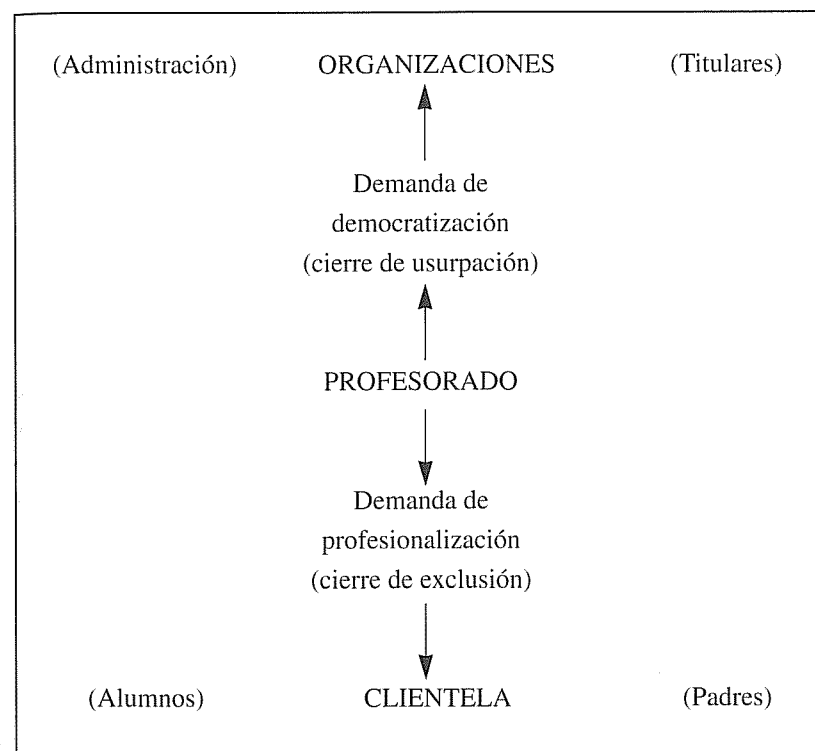 (Administración) ORGANIZACIONES (Titulares)
Demanda de
democratización
(cierre de usurpación)
PROFESORADO
Demanda de
profesionalización
(cierre de exclusión)
(Alumnos) CLIENTELA (Padres)